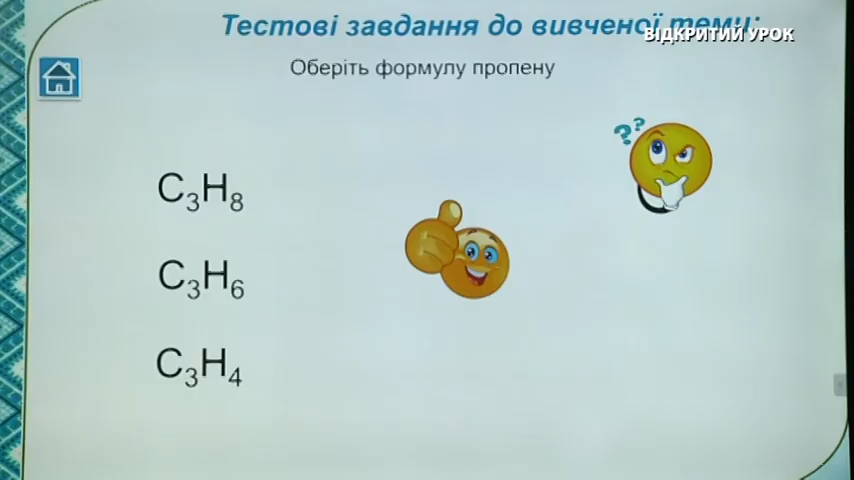 Тестові завдання до вивченої теми:
ВІДКРИТИЙ УРОК
Оберіть формулу пропену
??
C₃H₈
C₃H₆
C₃H₄